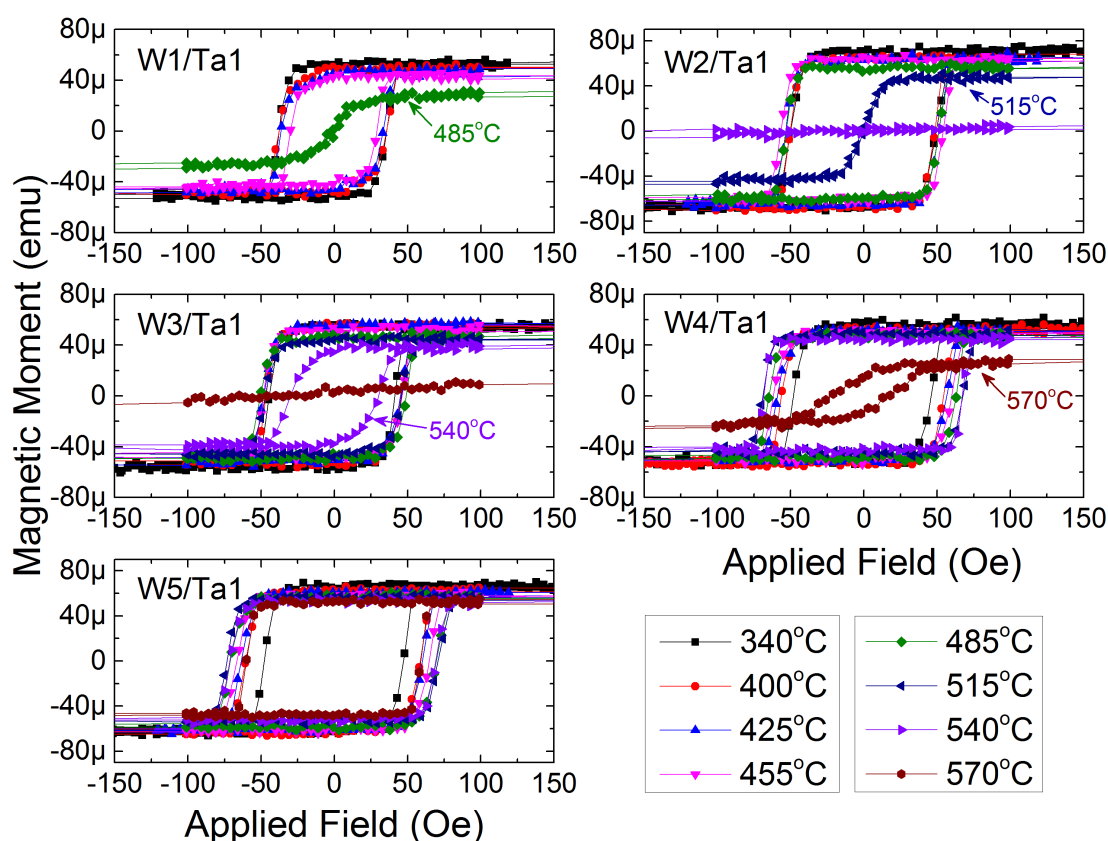 Magnetic Moment (emu)
W1/Ta1
80µ
40µ
0
-40µ
-80µ
485°C
-150 -100 -50 0 50 100 150
W2/Ta1
80µ
40µ
0
-40µ
-80µ
515°C
-150 -100 -50 0 50 100 150
W3/Ta1
80µ
40µ
0
-40µ
-80µ
540°C
-150 -100 -50 0 50 100 150
W4/Ta1
80µ
40µ
0
-40µ
-80µ
570°C
-150 -100 -50 0 50 100 150
Applied Field (Oe)
W5/Ta1
80µ
40µ
0
-40µ
-80µ
-150 -100 -50 0 50 100 150
Applied Field (Oe)
340°C
400°C
425°C
455°C
485°C
515°C
540°C
570°C